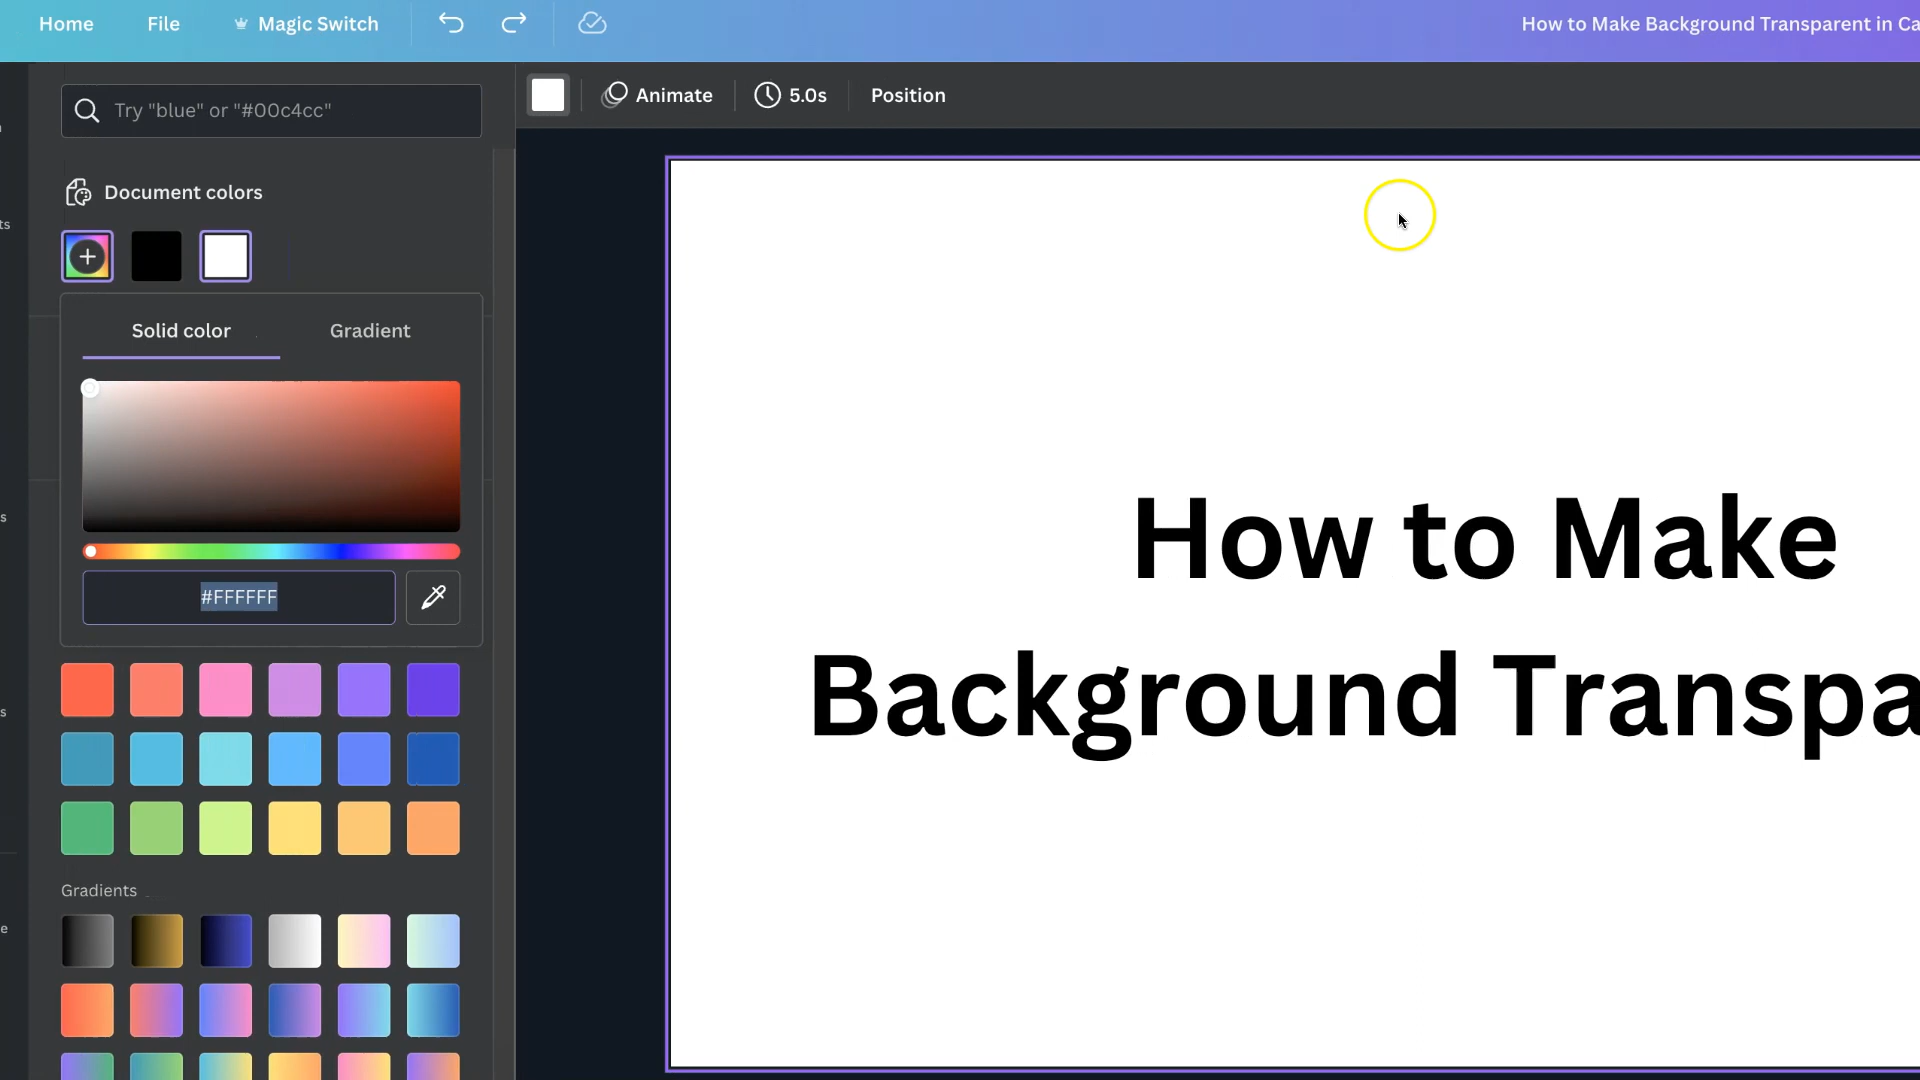 Home File Magic Switch How to Make Background Transparent in Ca
Try "blue" or "#00c4cc"
Animate 5.0s Position
Document colors
Solid color Gradient
#FFFFFF
Gradients
How to Make
Background Transpa
ts
s
s
e